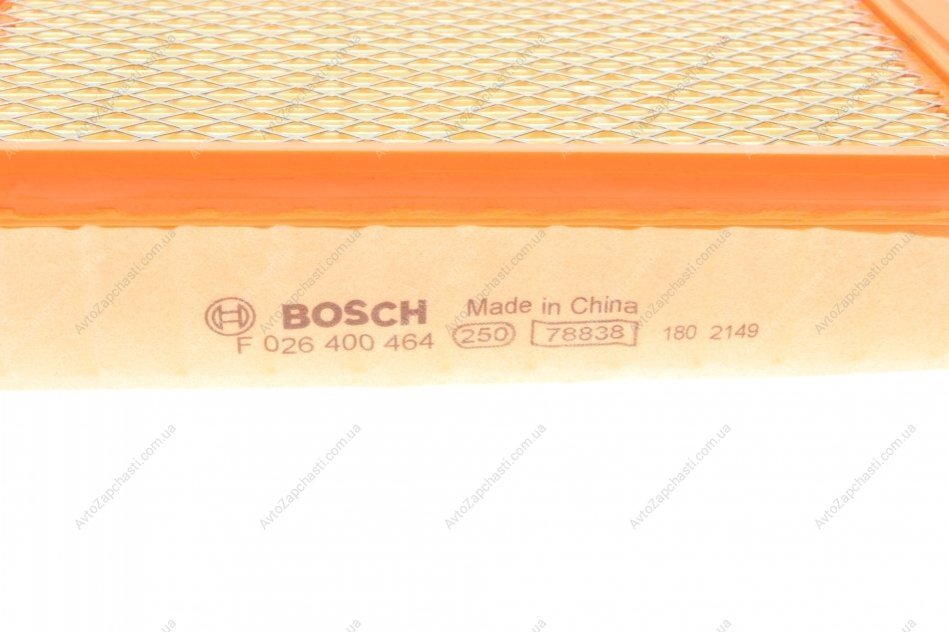 BOSCH Made in China
F 026 400 464 250 78838 180 2149
AvtoZapchasti.com.ua